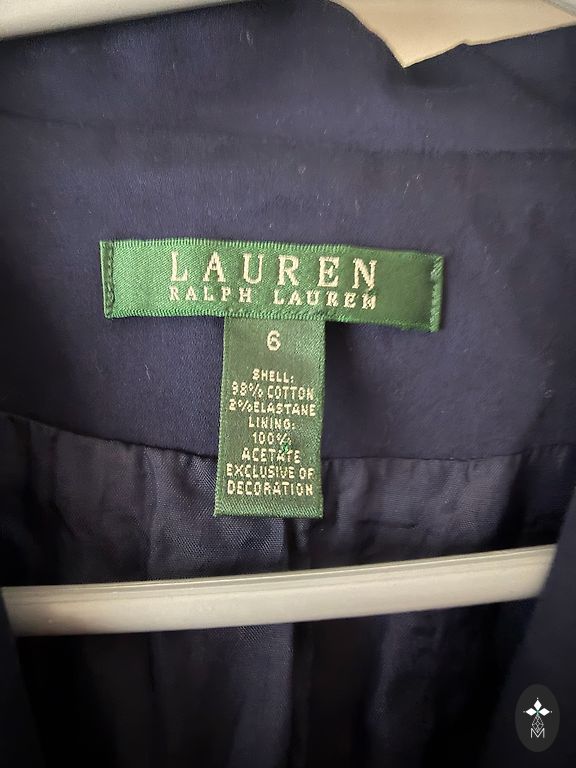 LAUREN
RALPH LAUREN
6
SHELL:
98% COTTON
2% ELASTANE
LINING:
100%
ACETATE
EXCLUSIVE OF
DECORATION
M